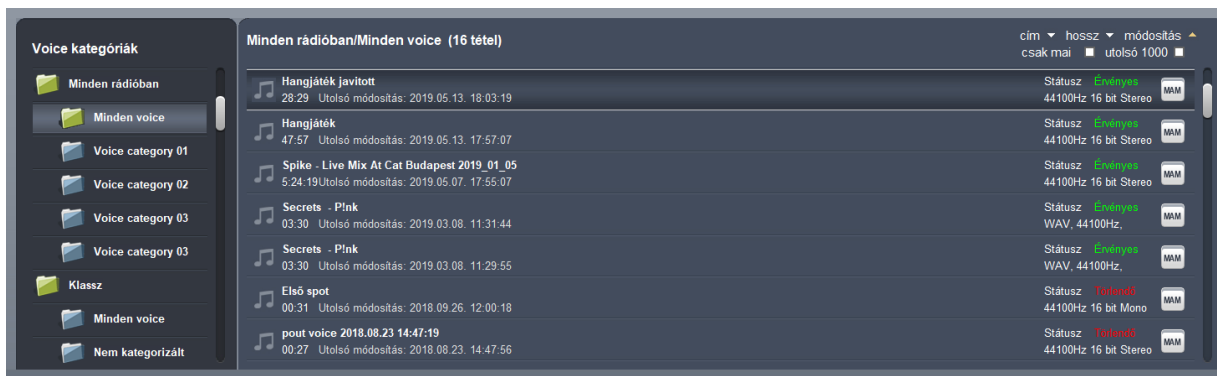 Voice kategóriák
Minden rádióban
Minden voice
Voice category 01
Voice category 02
Voice category 03
Voice category 03
Klassz
Minden voice
Nem kategorizált
Minden rádióban/Minden voice (16 tétel)
cím hossz módosítás
csak mai utolsó 1000
Hangjáték javitott Státusz Érvényes
28:29 Utolsó módosítás: 2019.05.13. 18:03:19 44100Hz 16 bit Stereo MAM
Hangjáték Státusz Érvényes
47:57 Utolsó módosítás: 2019.05.13. 17:57:07 44100Hz 16 bit Stereo MAM
Spike - Live Mix At Cat Budapest 2019_01_05 Státusz Érvényes
5:24:19Utolsó módosítás: 2019.05.07. 17:55:07 44100Hz 16 bit Stereo MAM
Secrets - P!nk Státusz Érvényes
03:30 Utolsó módosítás: 2019.03.08. 11:31:44 WAV, 44100Hz, MAM
Secrets - P!nk Státusz Érvényes
03:30 Utolsó módosítás: 2019.03.08. 11:29:55 WAV, 44100Hz, MAM
Első spot Státusz
00:31 Utolsó módosítás: 2018.09.26. 12:00:18 44100Hz 16 bit Mono MAM
pout voice 2018.08.23 14:47:19 Státusz
00:27 Utolsó módosítás: 2018.08.23. 14:47:56 44100Hz 16 bit Stereo MAM